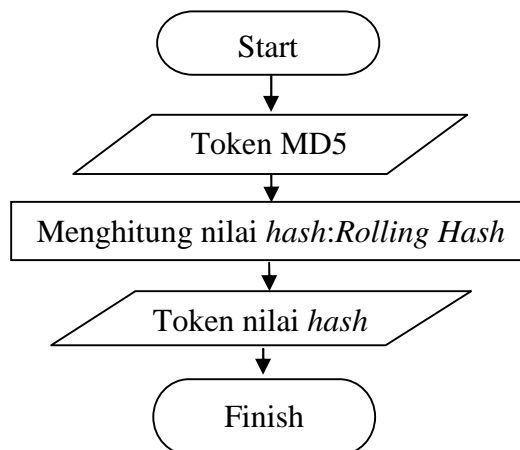 Start
Token MD5
Menghitung nilai hash:Rolling Hash
Token nilai hash
Finish